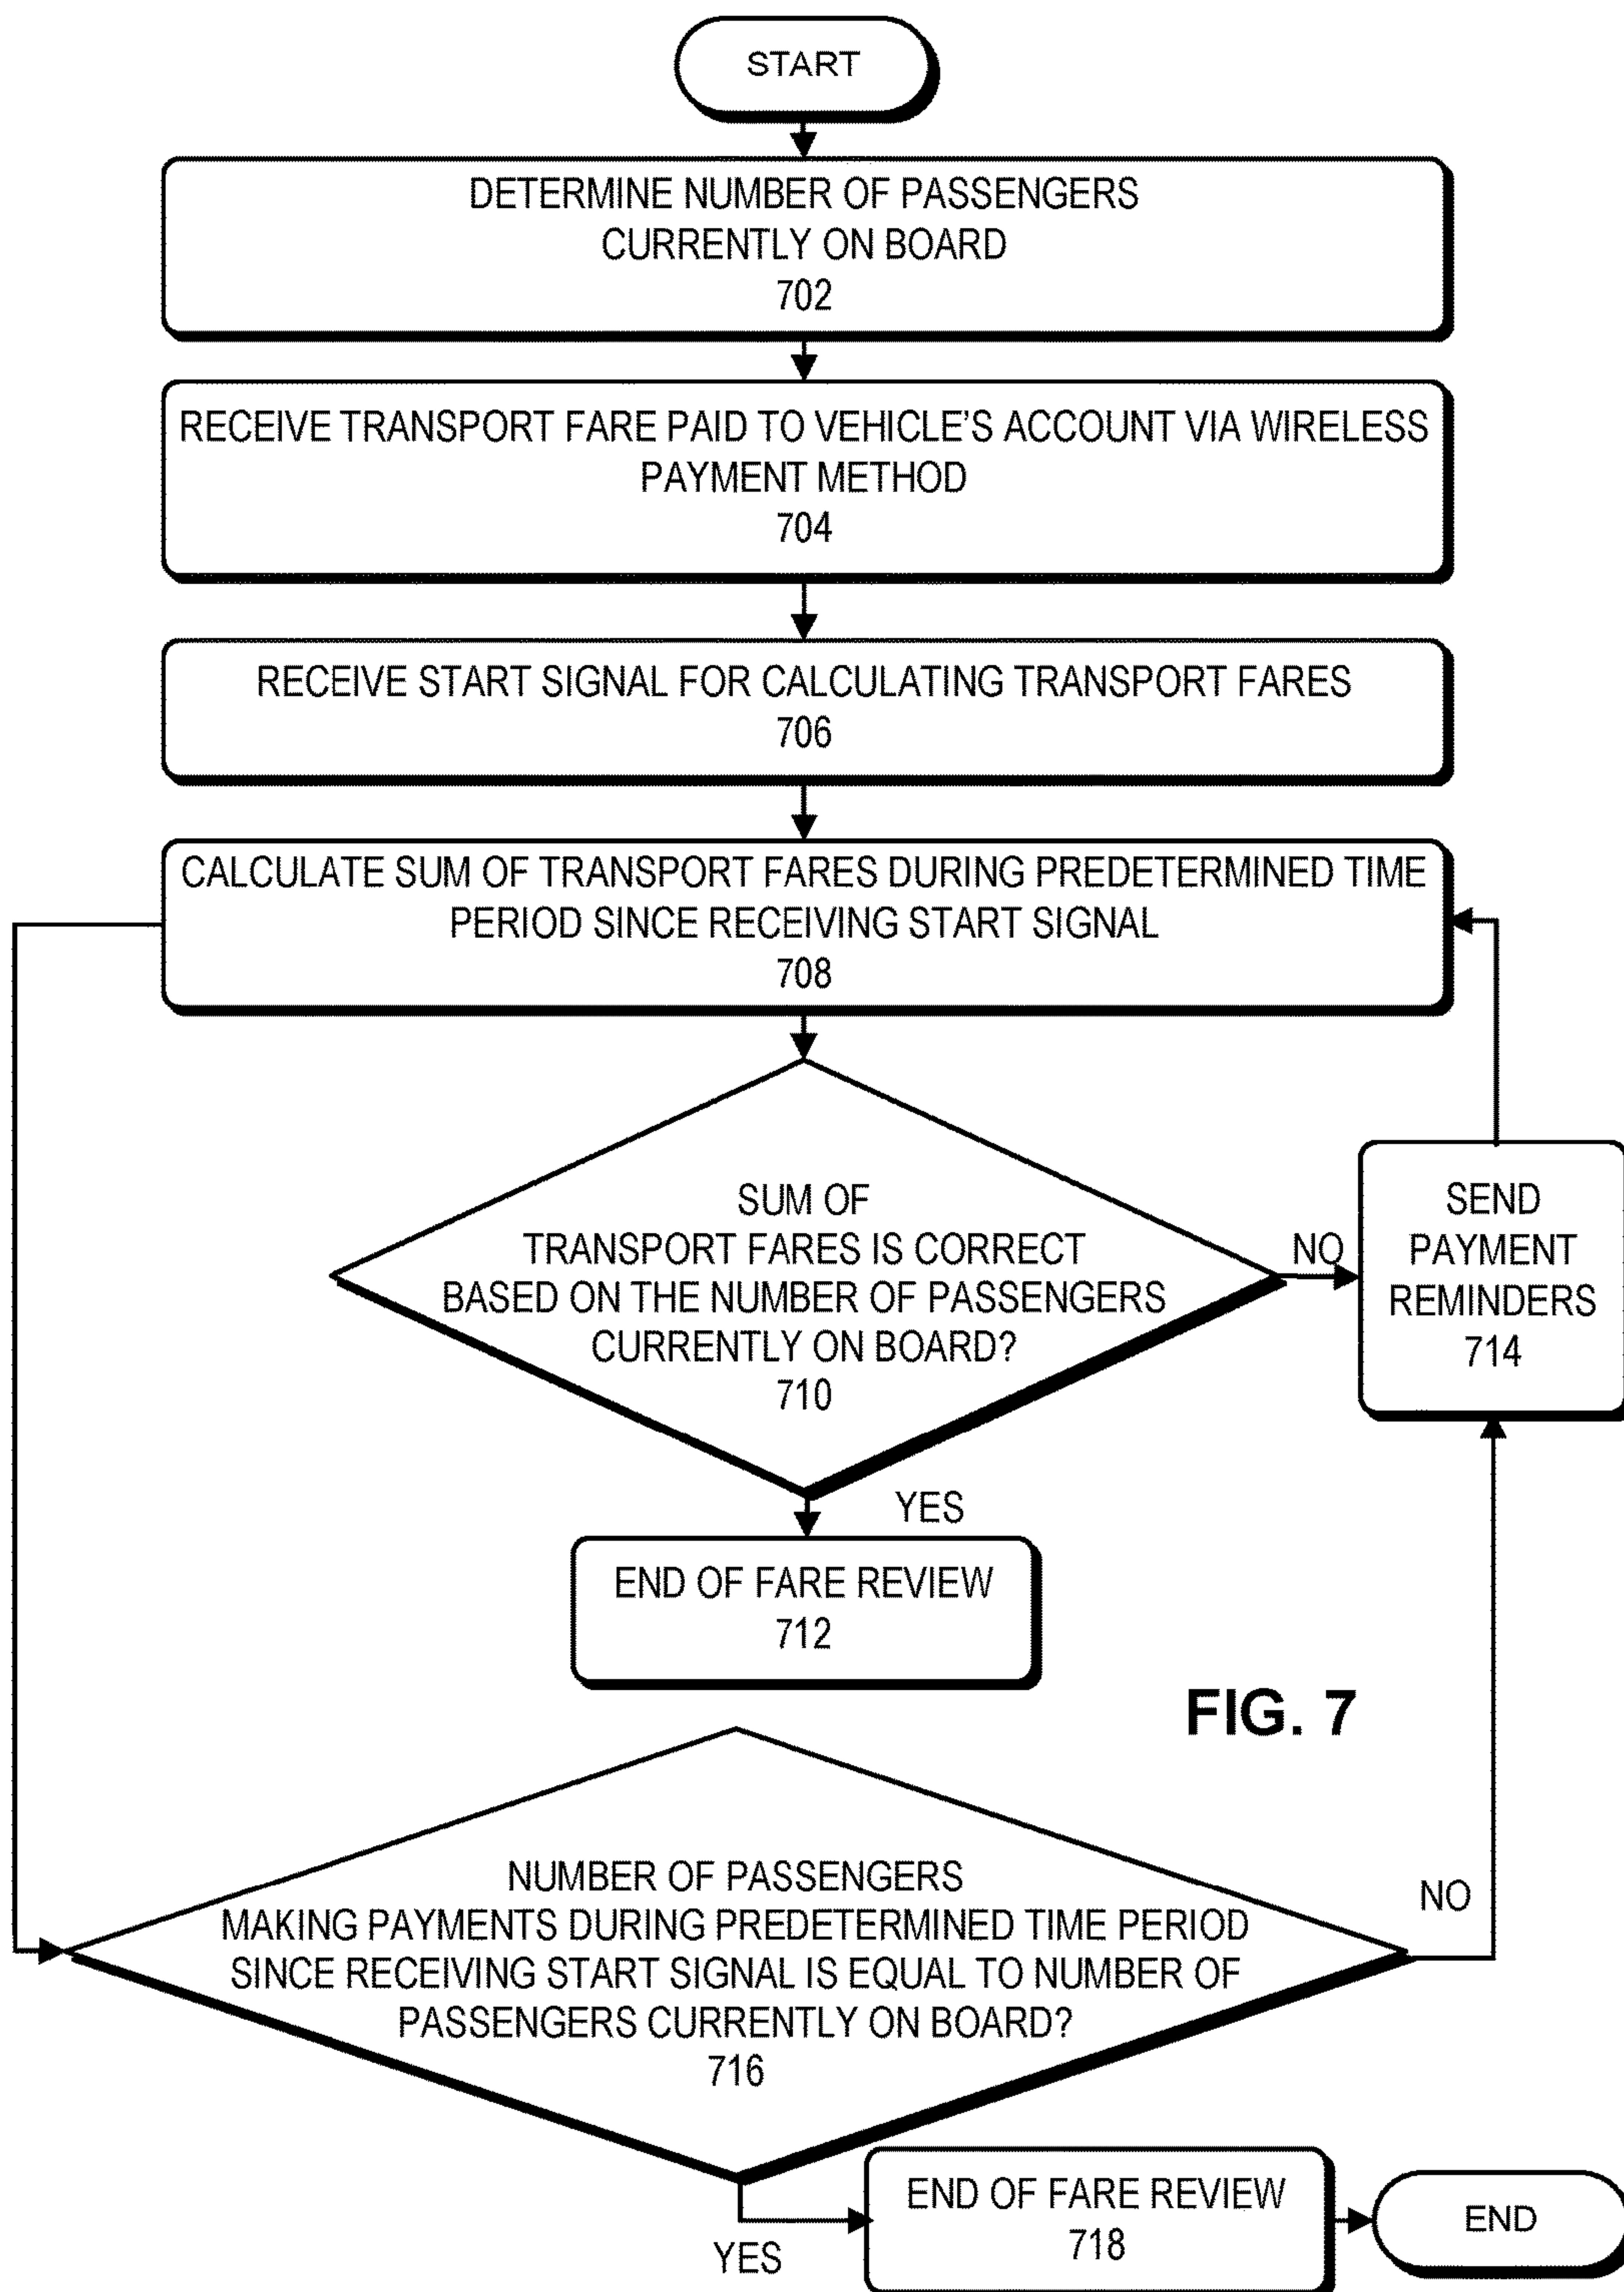 START
DETERMINE NUMBER OF PASSENGERS
CURRENTLY ON BOARD
702
RECEIVE TRANSPORT FARE PAID TO VEHICLE'S ACCOUNT VIA WIRELESS
PAYMENT METHOD
704
RECEIVE START SIGNAL FOR CALCULATING TRANSPORT FARES
706
CALCULATE SUM OF TRANSPORT FARES DURING PREDETERMINED TIME
PERIOD SINCE RECEIVING START SIGNAL
708
SUM OF
TRANSPORT FARES IS CORRECT
BASED ON THE NUMBER OF PASSENGERS
CURRENTLY ON BOARD?
710
NO
SEND
PAYMENT
REMINDERS
714
YES
END OF FARE REVIEW
712
FIG. 7
NUMBER OF PASSENGERS
MAKING PAYMENTS DURING PREDETERMINED TIME PERIOD
SINCE RECEIVING START SIGNAL IS EQUAL TO NUMBER OF
PASSENGERS CURRENTLY ON BOARD?
716
NO
YES
END OF FARE REVIEW
718
END